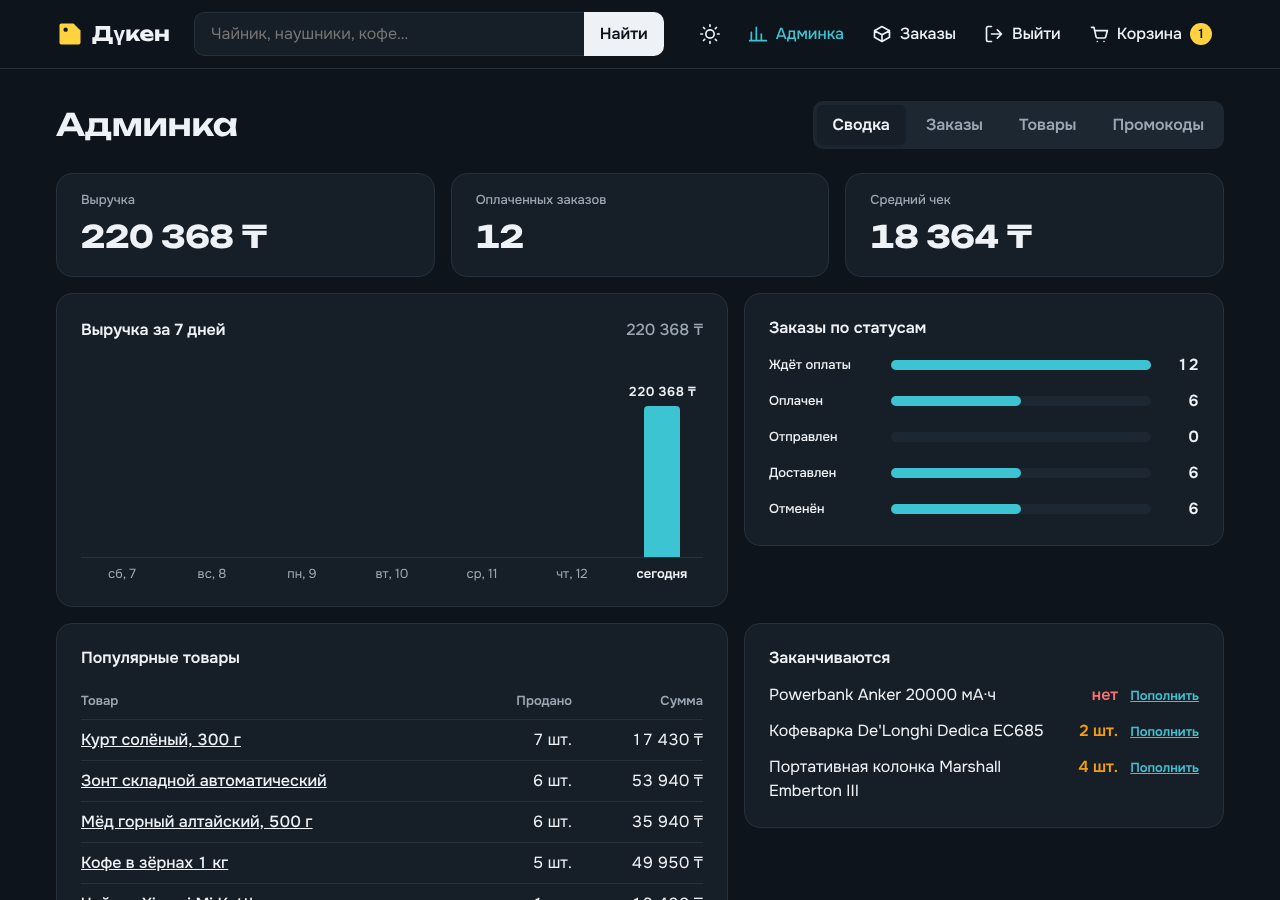 Дүкен
Чайник, наушники, кофе...
Найти
Админка
Заказы
Выйти
Корзина 1
Админка
Сводка
Заказы
Товары
Промокоды
Выручка
220 368 ₸
Оплаченных заказов
12
Средний чек
18 364 ₸
Выручка за 7 дней
220 368 ₸
220 368 ₸
сб, 7
вс, 8
пн, 9
вт, 10
ср, 11
чт, 12
сегодня
Заказы по статусам
Ждёт оплаты 12
Оплачен 6
Отправлен 0
Доставлен 6
Отменён 6
Популярные товары
Товар Продано Сумма
Курт солёный, 300 г 7 шт. 17 430 ₸
Зонт складной автоматический 6 шт. 53 940 ₸
Мёд горный алтайский, 500 г 6 шт. 35 940 ₸
Кофе в зёрнах 1 кг 5 шт. 49 950 ₸
Заканчиваются
Powerbank Anker 20000 мА·ч нет Пополнить
Кофеварка De'Longhi Dedica EC685 2 шт. Пополнить
Портативная колонка Marshall 4 шт. Пополнить
Emberton III